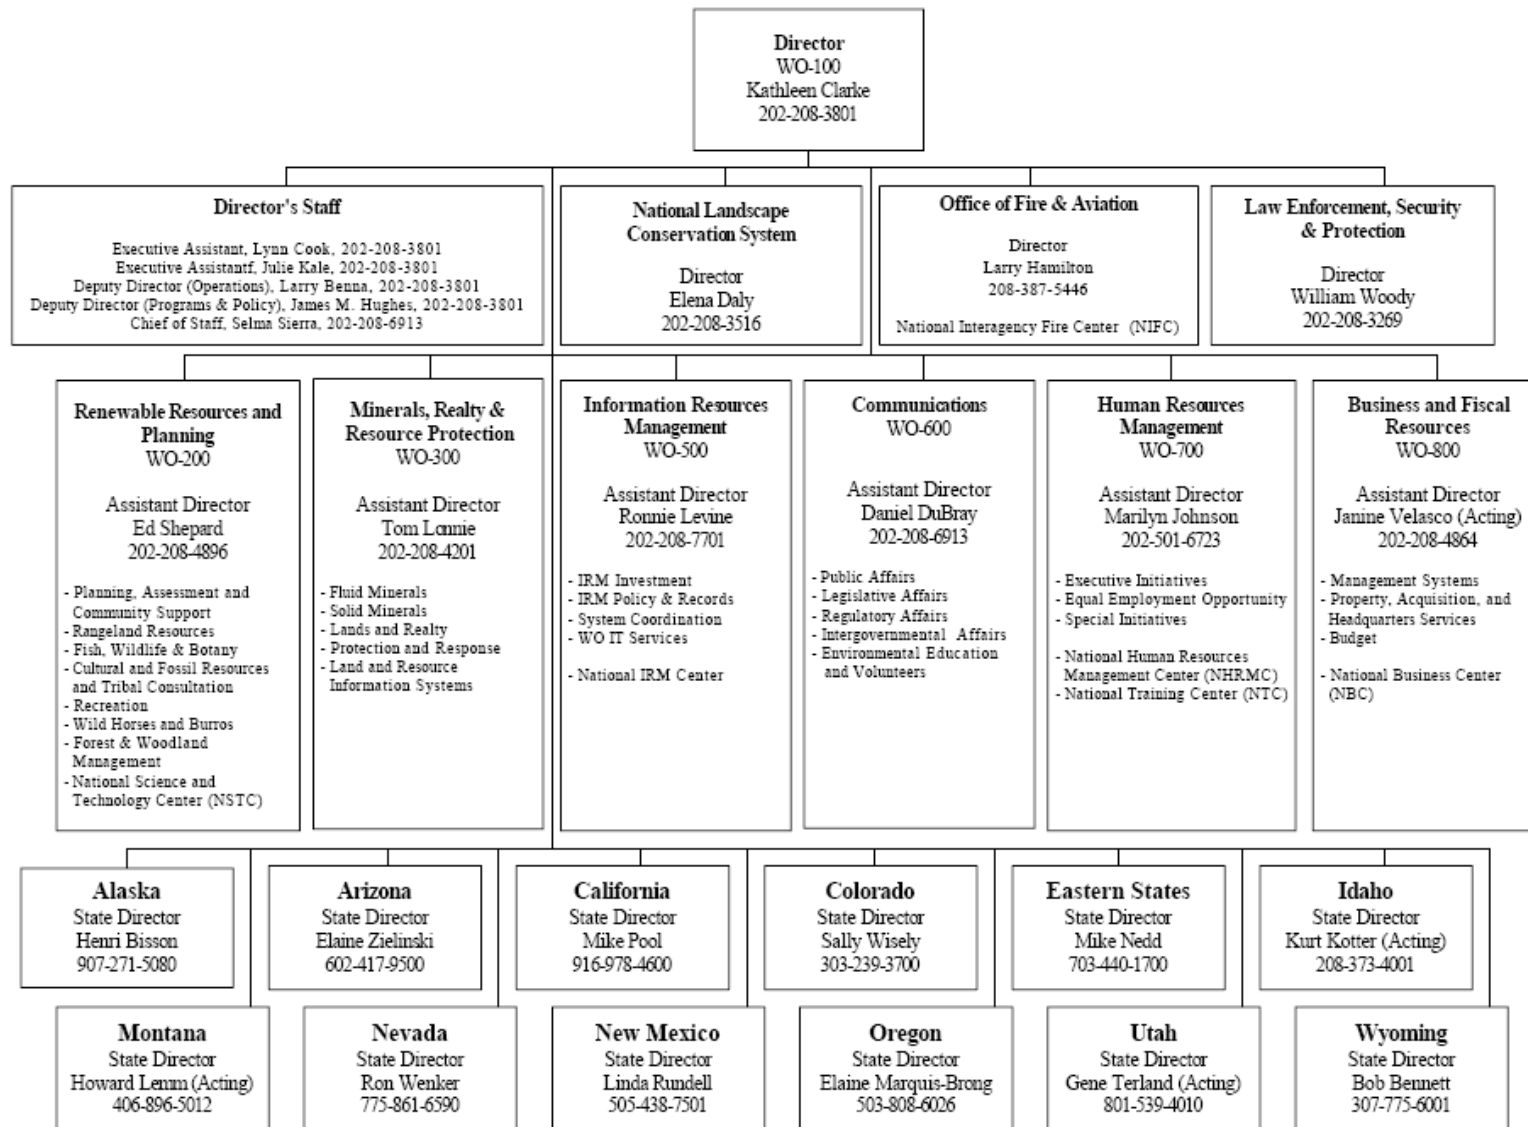 Director
WO-100
Kathleen Clarke
202-208-3801
Director's Staff
Executive Assistant, Lynn Cook, 202-208-3801
Executive Assistantf, Julie Kale, 202-208-3801
Deputy Director (Operations), Larry Benna, 202-208-3801
Deputy Director (Programs & Policy), James M. Hughes, 202-208-3801
Chief of Staff, Selma Sierra, 202-208-6913
National Landscape
Conservation System
Director
Elena Daly
202-208-3516
Office of Fire & Aviation
Director
Larry Hamilton
208-387-5446
National Interagency Fire Center (NIFC)
Law Enforcement, Security
& Protection
Director
William Woody
202-208-3269
Renewable Resources and
Planning
WO-200
Assistant Director
Ed Shepard
202-208-4896
- Planning, Assessment and
Community Support
- Rangeland Resources
- Fish, Wildlife & Botany
- Cultural and Fossil Resources
and Tribal Consultation
- Recreation
- Wild Horses and Burros
- Forest & Woodland
Management
- National Science and
Technology Center (NSTC)
Minerals, Realty &
Resource Protection
WO-300
Assistant Director
Tom Lonnie
202-208-4201
- Fluid Minerals
- Solid Minerals
- Lands and Realty
- Protection and Response
- Land and Resource
Information Systems
Information Resources
Management
WO-500
Assistant Director
Ronnie Levine
202-208-7701
- IRM Investment
- IRM Policy & Records
- System Coordination
- WO IT Services
- National IRM Center
Communications
WO-600
Assistant Director
Daniel DuBray
202-208-6913
- Public Affairs
- Legislative Affairs
- Regulatory Affairs
- Intergovernmental Affairs
- Environmental Education
and Volunteers
Human Resources
Management
WO-700
Assistant Director
Marilyn Johnson
202-501-6723
- Executive Initiatives
- Equal Employment Opportunity
- Special Initiatives
- National Human Resources
Management Center (NHRMC)
- National Training Center (NTC)
Business and Fiscal
Resources
WO-800
Assistant Director
Janine Velasco (Acting)
202-208-4864
- Management Systems
- Property, Acquisition, and
Headquarters Services
- Budget
- National Business Center
(NBC)
Alaska
State Director
Henri Bisson
907-271-5080
Arizona
State Director
Elaine Zielinski
602-417-9500
California
State Director
Mike Pool
916-978-4600
Colorado
State Director
Sally Wisely
303-239-3700
Eastern States
State Director
Mike Nedd
703-440-1700
Idaho
State Director
Kurt Kotter (Acting)
208-373-4001
Montana
State Director
Howard Lemm (Acting)
406-896-5012
Nevada
State Director
Ron Wenker
775-861-6590
New Mexico
State Director
Linda Rundell
505-438-7501
Oregon
State Director
Elaine Marquis-Brong
503-808-6026
Utah
State Director
Gene Terland (Acting)
801-539-4010
Wyoming
State Director
Bob Bennett
307-775-6001